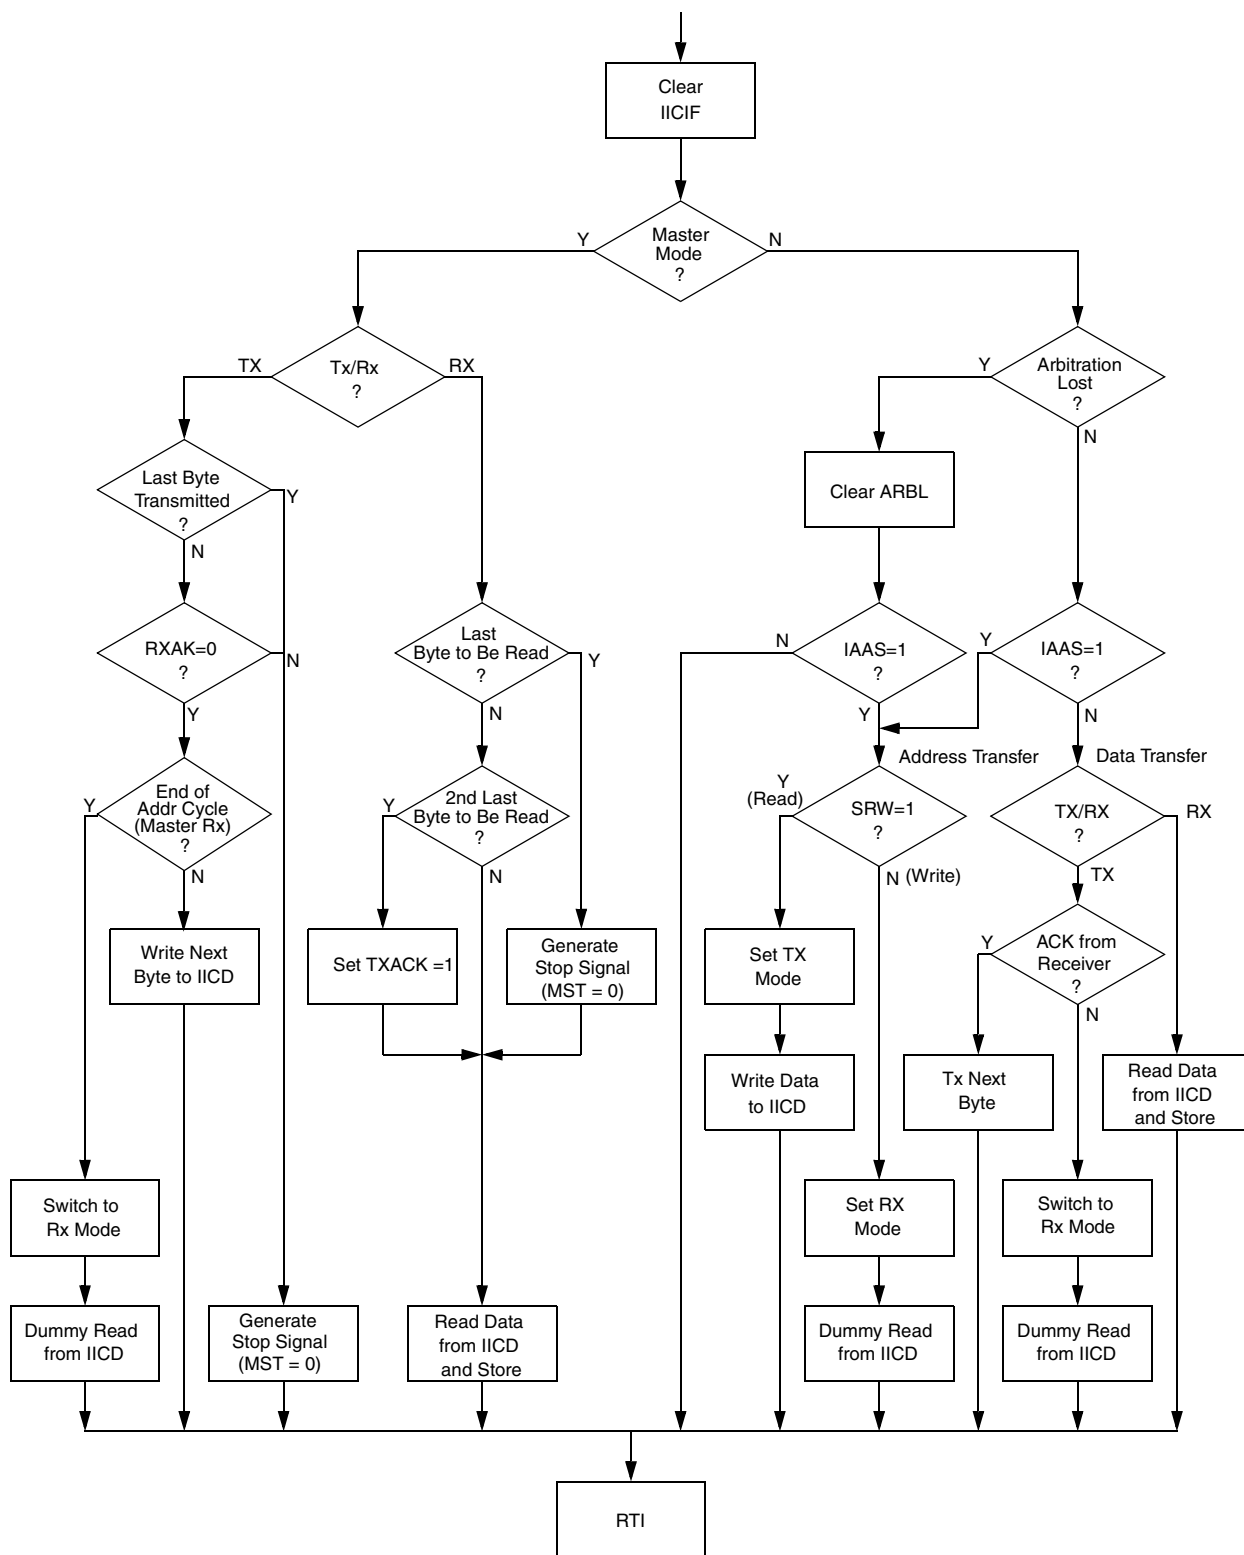 Clear
IICIF
Master
Mode
?
Y
N
Tx/Rx
?
TX
RX
Arbitration
Lost
?
Y
N
Last Byte
Transmitted
?
Y
N
Clear ARBL
RXAK=0
?
N
Y
Last
Byte to Be Read
?
Y
N
IAAS=1
?
N
Y
IAAS=1
?
Y
N
Address Transfer
Data Transfer
End of
Addr Cycle
(Master Rx)
?
Y
N
2nd Last
Byte to Be Read
?
Y
N
Y
(Read)
SRW=1
?
N (Write)
TX/RX
?
RX
TX
Write Next
Byte to IICD
Set TXACK =1
Generate
Stop Signal
(MST = 0)
Set TX
Mode
Y
ACK from
Receiver
?
N
Write Data
to IICD
Tx Next
Byte
Read Data
from IICD
and Store
Switch to
Rx Mode
Set RX
Mode
Switch to
Rx Mode
Dummy Read
from IICD
Generate
Stop Signal
(MST = 0)
Read Data
from IICD
and Store
Dummy Read
from IICD
Dummy Read
from IICD
RTI